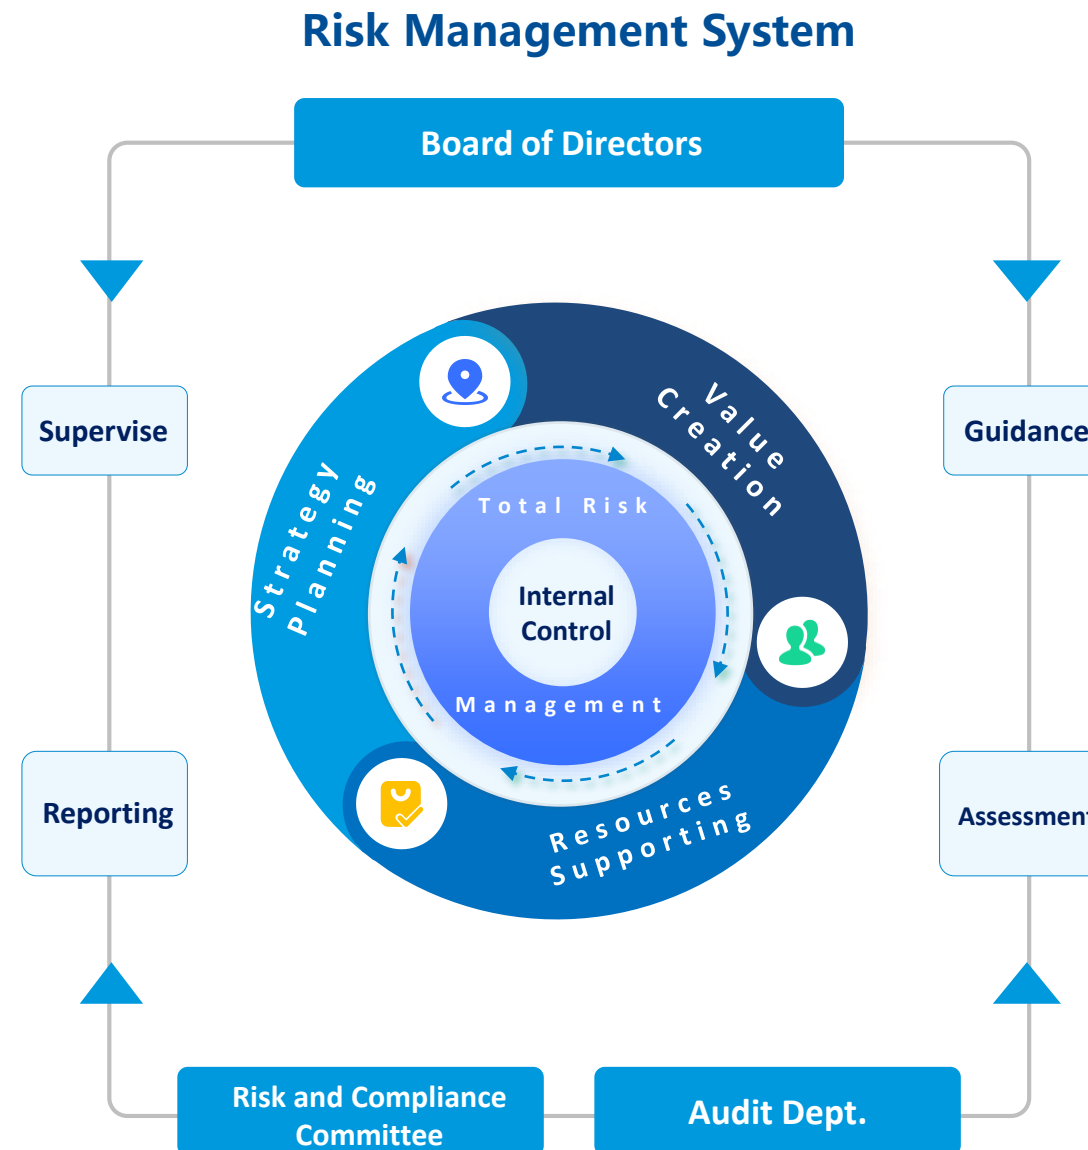 Risk Management System
Board of Directors
Supervise
Guidance
Strategy
Planning
Value
Creation
Total Risk
Internal
Control
Management
Resources
Supporting
Reporting
Assessment
Risk and Compliance
Committee
Audit Dept.